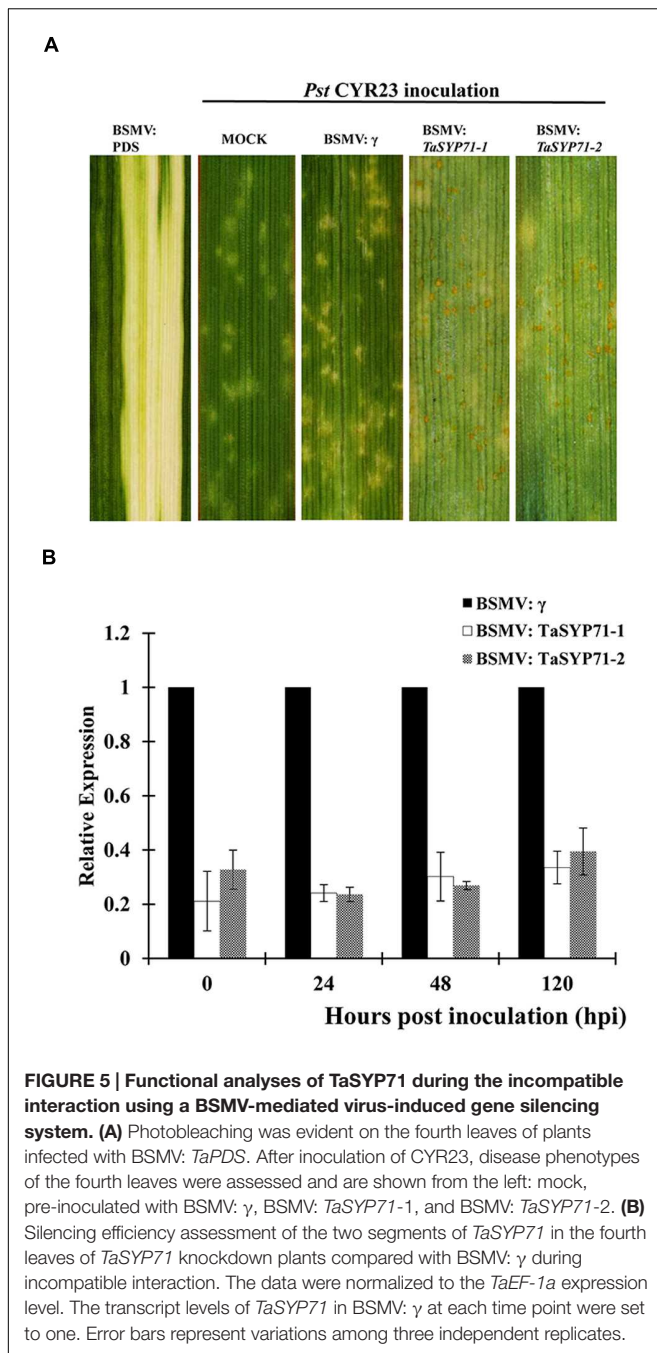 A
Pst CYR23 inoculation
BSMV:
PDS
MOCK
BSMV: γ
BSMV:
TaSYP71-1
BSMV:
TaSYP71-2
B
BSMV: γ
BSMV: TaSYP71-1
BSMV: TaSYP71-2
1.2
1
0.8
0.6
0.4
0.2
0
Relative Expression
0 24 48 120
Hours post inoculation (hpi)
FIGURE 5 | Functional analyses of TaSYP71 during the incompatible
interaction using a BSMV-mediated virus-induced gene silencing
system. (A) Photobleaching was evident on the fourth leaves of plants
infected with BSMV: TaPDS. After inoculation of CYR23, disease phenotypes
of the fourth leaves were assessed and are shown from the left: mock,
pre-inoculated with BSMV: γ, BSMV: TaSYP71-1, and BSMV: TaSYP71-2. (B)
Silencing efficiency assessment of the two segments of TaSYP71 in the fourth
leaves of TaSYP71 knockdown plants compared with BSMV: γ during
incompatible interaction. The data were normalized to the TaEF-1a expression
level. The transcript levels of TaSYP71 in BSMV: γ at each time point were set
to one. Error bars represent variations among three independent replicates.